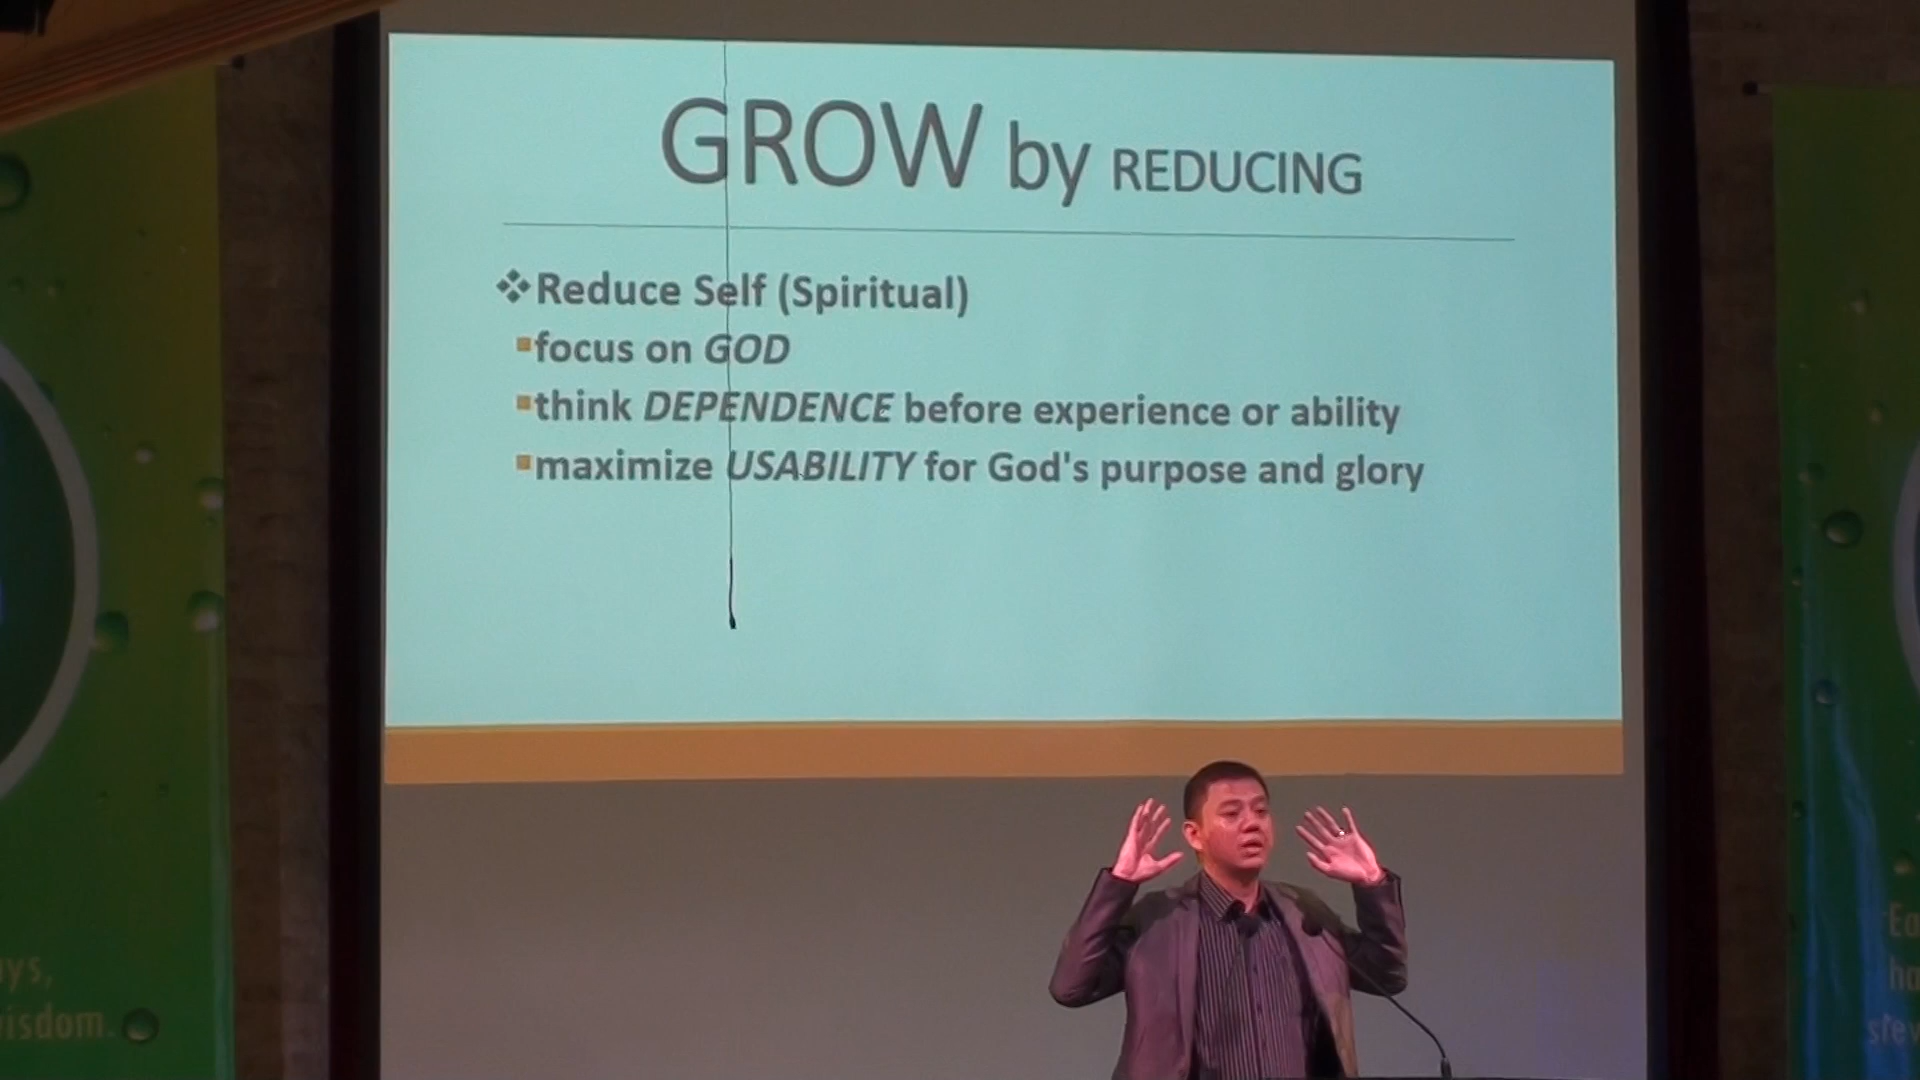 GROW by REDUCING
❖Reduce Self (Spiritual)
▪focus on GOD
▪think DEPENDENCE before experience or ability
▪maximize USABILITY for God's purpose and glory